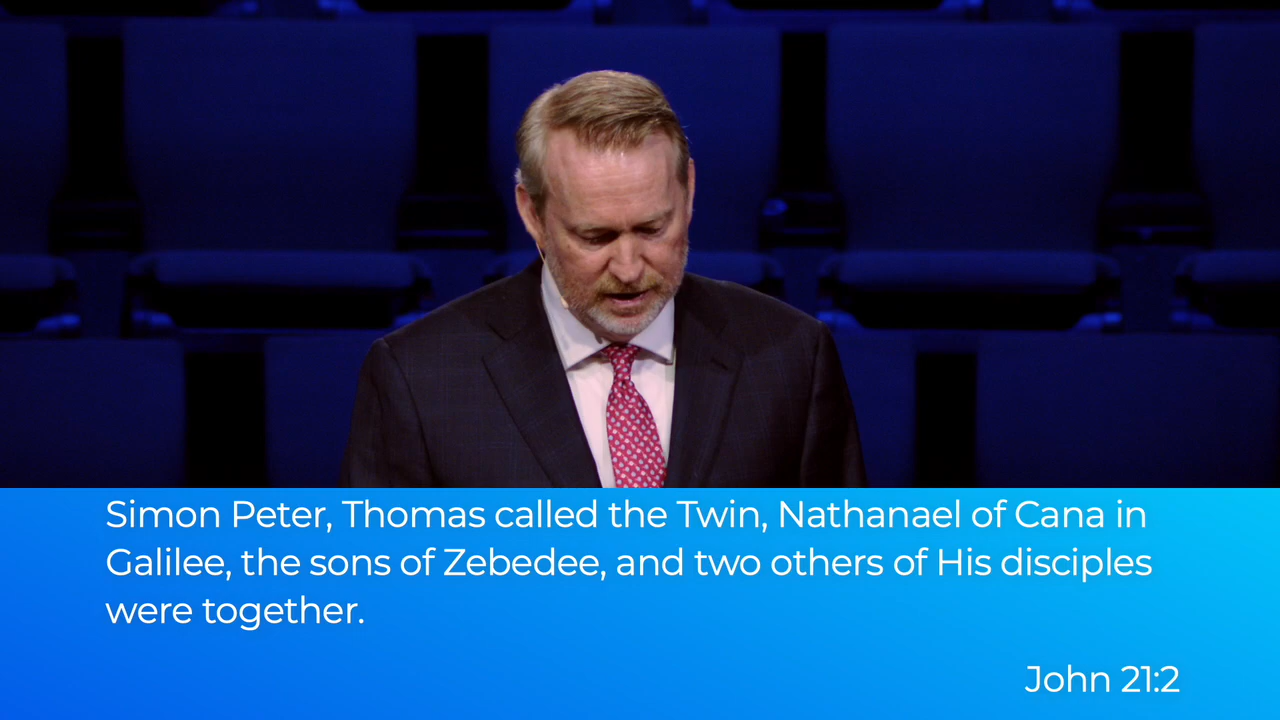 Simon Peter, Thomas called the Twin, Nathanael of Cana in
Galilee, the sons of Zebedee, and two others of His disciples
were together.
John 21:2